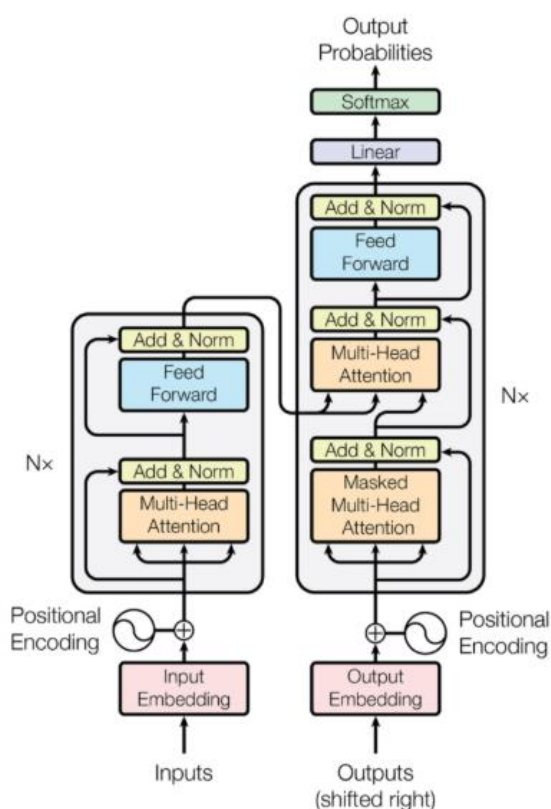 Output
Probabilities
Softmax
Linear
Add & Norm
Feed
Forward
Add & Norm
Multi-Head
Attention
Add & Norm
Masked
Multi-Head
Attention
Nx
Add & Norm
Feed
Forward
Add & Norm
Multi-Head
Attention
N×
Positional
Encoding
Input
Embedding
Inputs
Positional
Encoding
Output
Embedding
Outputs
(shifted right)